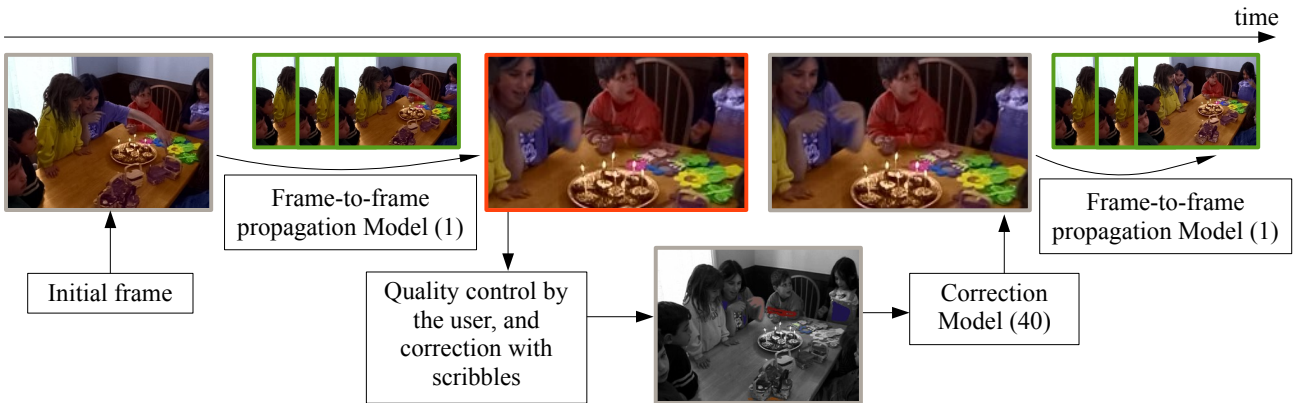 time
Frame-to-frame
propagation Model (1)
Frame-to-frame
propagation Model (1)
Initial frame
Quality control by
the user, and
correction with
scribbles
Correction
Model (40)